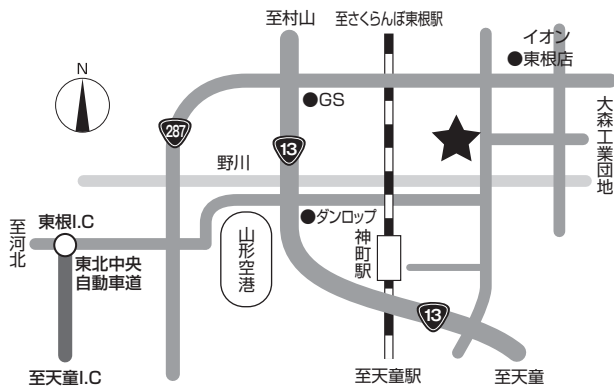 至村山
至さくらんぼ東根駅
イオン
東根店
N
GS
大森工業団地
287
13
野川
ダンロップ
東根I.C
至河北
山形空港
神町駅
東北中央
自動車道
13
至天童I.C
至天童駅
至天童